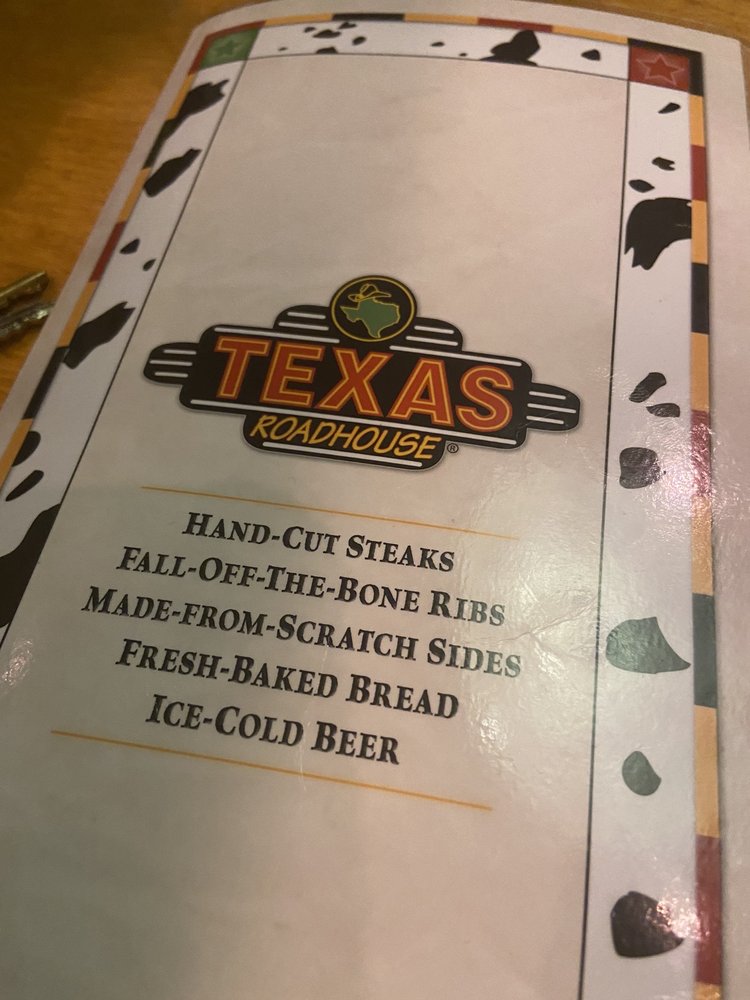 TEXAS
ROADHOUSE®
HAND-CUT STEAKS
FALL-OFF-THE-BONE RIBS
MADE-FROM-SCRATCH SIDES
FRESH-BAKED BREAD
ICE-COLD BEER